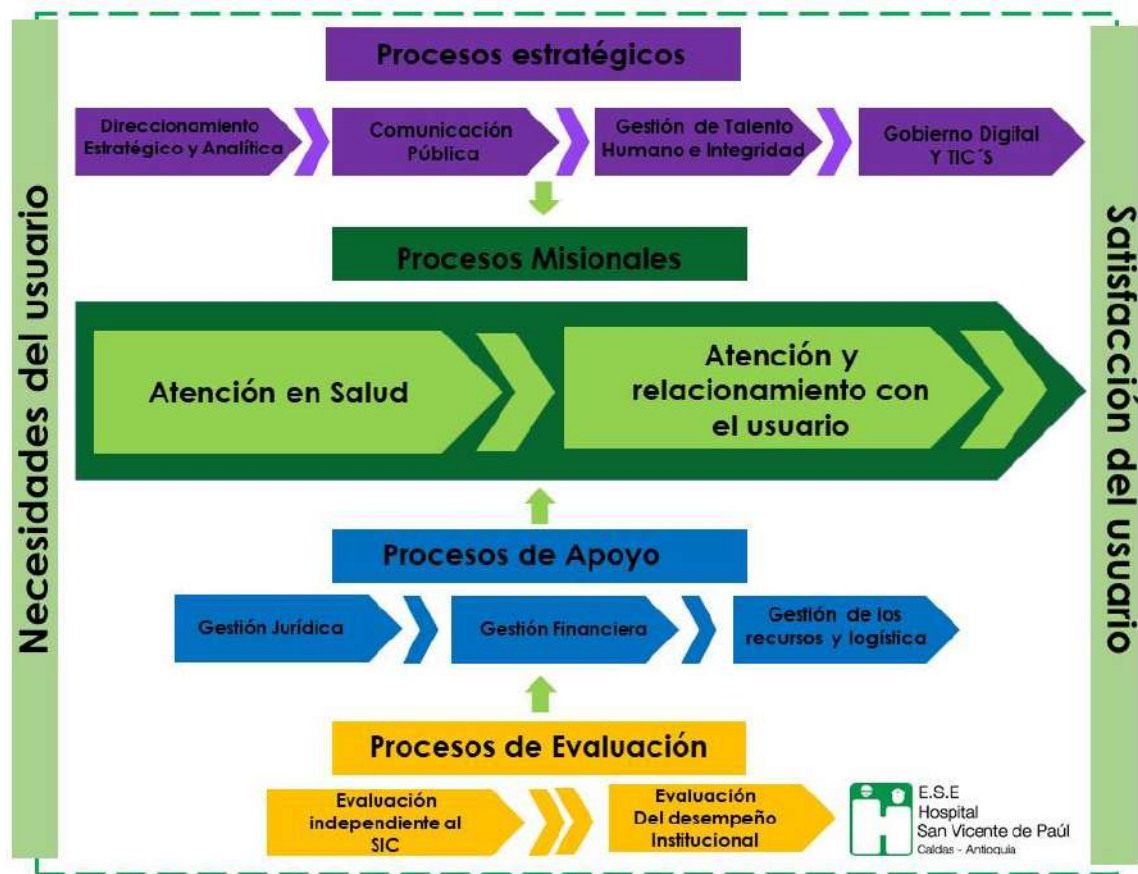 Necesidades del usuario
Procesos estratégicos
Direccionamiento
Estratégico y Analítica
Comunicación
Pública
Gestión de Talento
Humano e Integridad
Gobierno Digital
Y TIC´S
Procesos Misionales
Atención en Salud
Atención y
relacionamiento con
el usuario
Procesos de Apoyo
Gestión Jurídica
Gestión Financiera
Gestión de los
recursos y logística
Procesos de Evaluación
Evaluación
independiente al
SIC
Evaluación
Del desempeño
Institucional
E.S.E
Hospital
San Vicente de Paúl
Caldas - Antioquia
Satisfacción del usuario